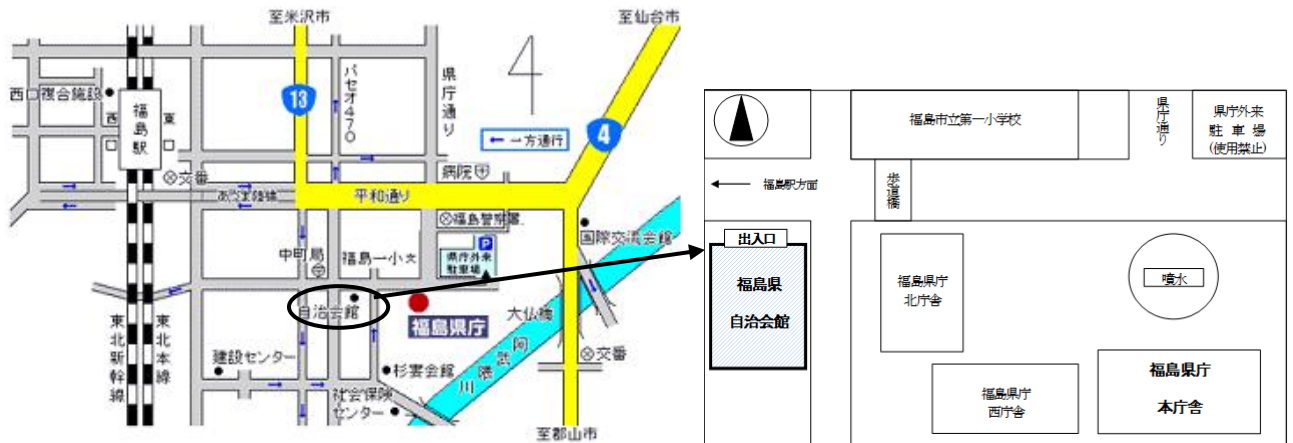 至米沢市
至仙台市
13
パセオ470
県庁通り
4
西口複合施設
福島駅
西口
東口
一方通行
交番
病院
あづま陸橋
平和通り
福島警察署
国際交流会館
中町局
福島一小
P
県庁外来
駐車場
自治会館
福島県庁
大仏橋
阿武隈川
交番
東北新幹線
東北本線
建設センター
杉雲会館
社会保険
センター
至郡山市
福島市立第一小学校
県庁通り
県庁外来
駐車場
(使用禁止)
福島駅方面
歩道橋
出入口
福島県
自治会館
福島県庁
北庁舎
噴水
福島県庁
西庁舎
福島県庁
本庁舎